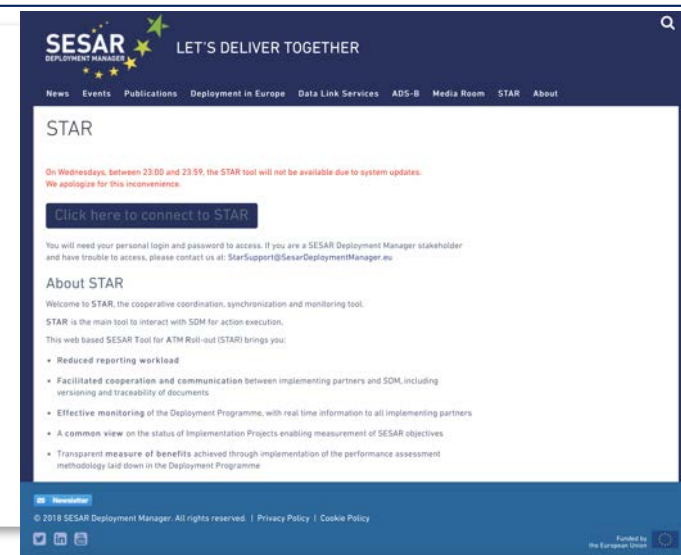 SESAR
DEPLOYMENT MANAGER
LET'S DELIVER TOGETHER
News Events Publications Deployment in Europe Data Link Services ADS-B Media Room STAR About
STAR
On Wednesdays, between 23:00 and 23:59, the STAR tool will not be available due to system updates.
We apologize for this inconvenience.
Click here to connect to STAR
You will need your personal login and password to access. If you are a SESAR Deployment Manager stakeholder
and have trouble to access, please contact us at: StarSupport@SesarDeploymentManager.eu
About STAR
Welcome to STAR, the cooperative coordination, synchronization and monitoring tool.
STAR is the main tool to interact with SDM for action execution.
This web based SESAR Tool for ATM Roll-out (STAR) brings you:
• Reduced reporting workload
• Facilitated cooperation and communication between implementing partners and SDM, including
versioning and traceability of documents
• Effective monitoring of the Deployment Programme, with real time information to all implementing partners
• A common view on the status of Implementation Projects enabling measurement of SESAR objectives
• Transparent measure of benefits achieved through implementation of the performance assessment
methodology laid down in the Deployment Programme
Newsletter
© 2018 SESAR Deployment Manager. All rights reserved. | Privacy Policy | Cookie Policy
Funded by
the European Union